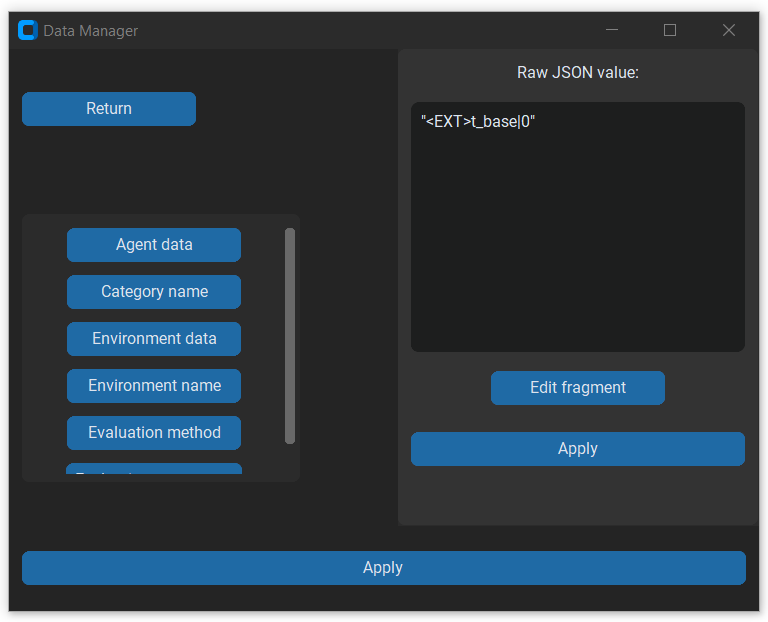 Data Manager
Return
Agent data
Category name
Environment data
Environment name
Evaluation method
Raw JSON value:
"<EXT>t_base|0"
Edit fragment
Apply
Apply